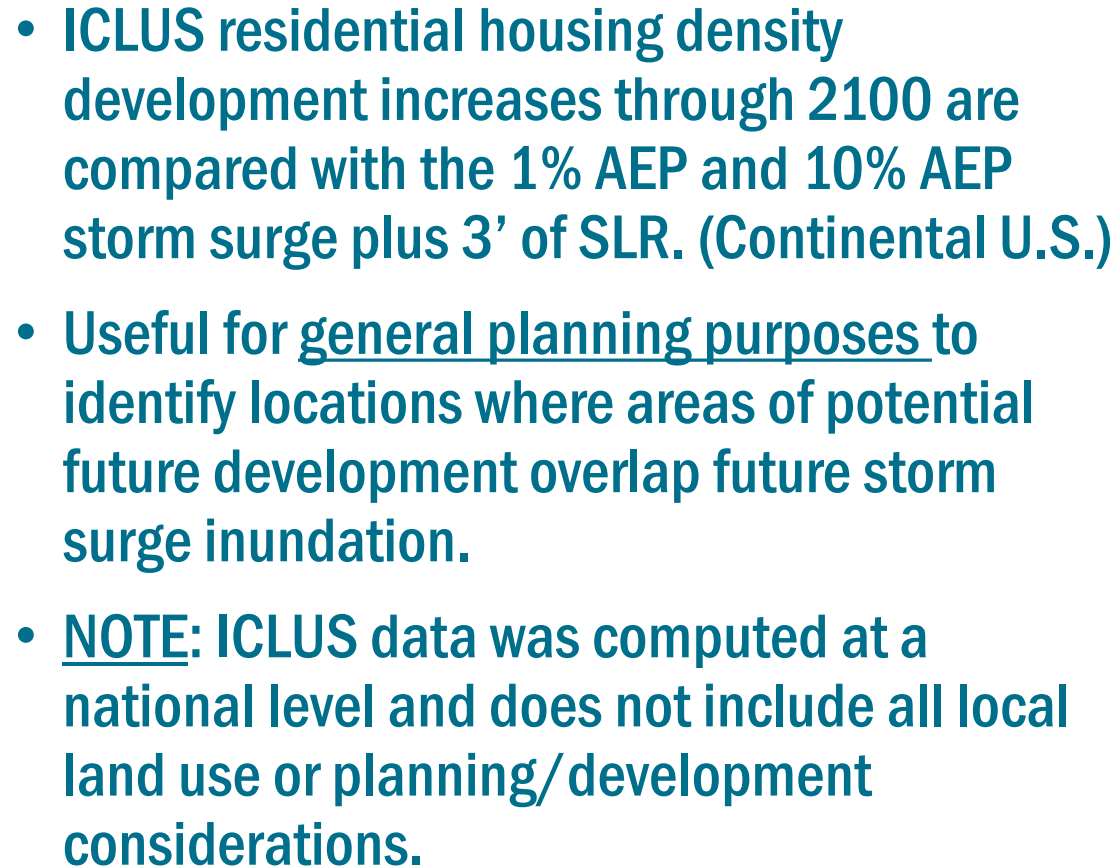 • ICLUS residential housing density
development increases through 2100 are
compared with the 1% AEP and 10% AEP
storm surge plus 3’ of SLR. (Continental U.S.)
• Useful for general planning purposes to
identify locations where areas of potential
future development overlap future storm
surge inundation.
• NOTE: ICLUS data was computed at a
national level and does not include all local
land use or planning/development
considerations.